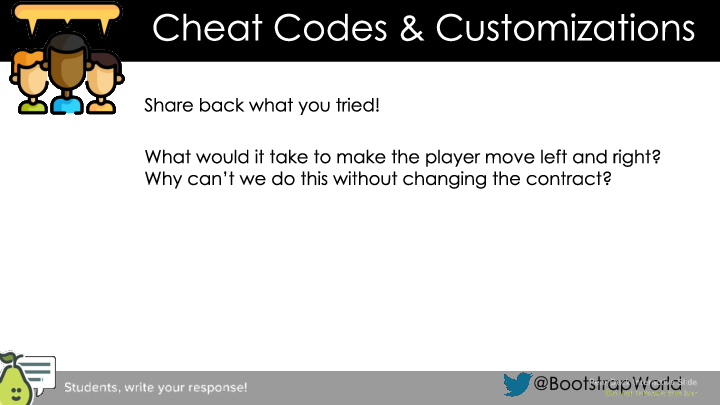 Cheat Codes & Customizations
Share back what you tried!
What would it take to make the player move left and right?
Why can't we do this without changing the contract?
Students, write your response!
@BootstrapWorld